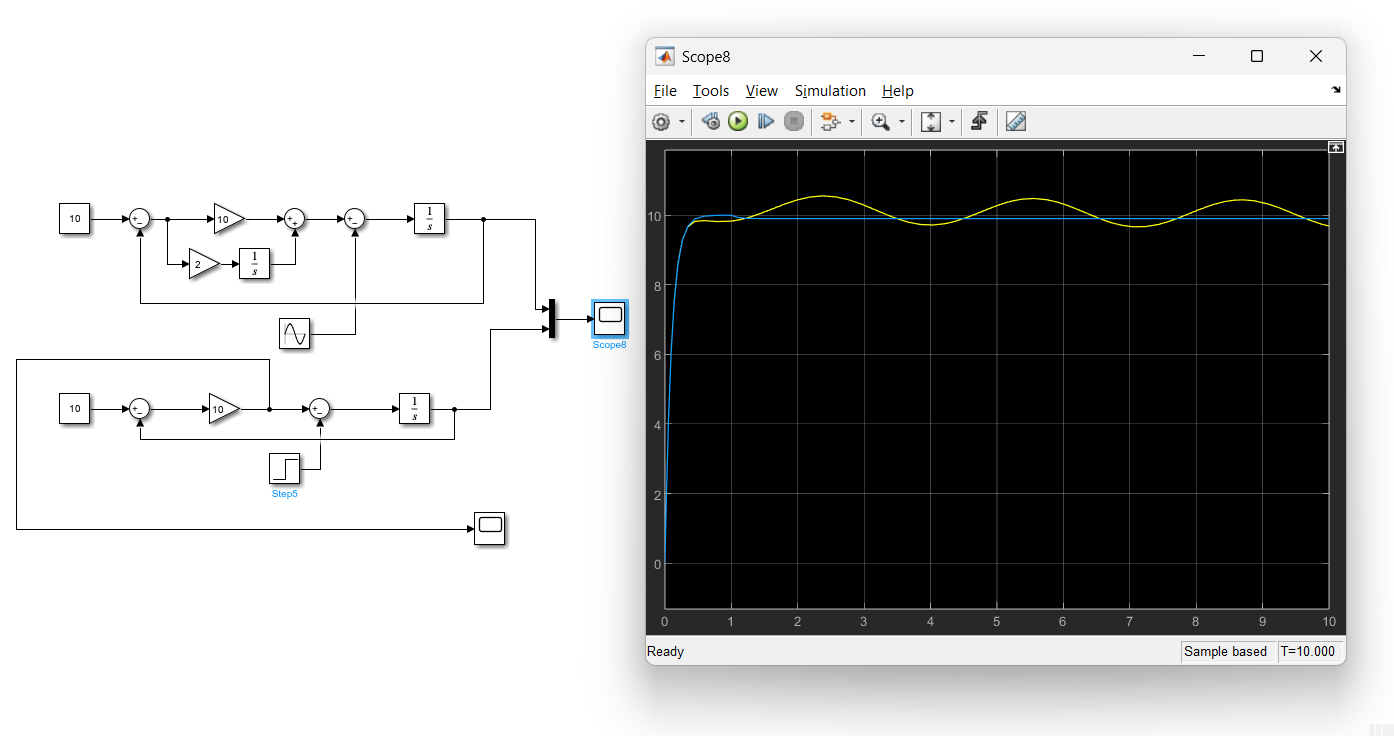 Scope8
File Tools View Simulation Help
10
+
-
10
+
+
+
-
1
s
2
1
s
Scope8
10
+
-
10
+
-
1
s
Step5
10
8
6
4
2
0
0 1 2 3 4 5 6 7 8 9 10
Ready Sample based T=10.000